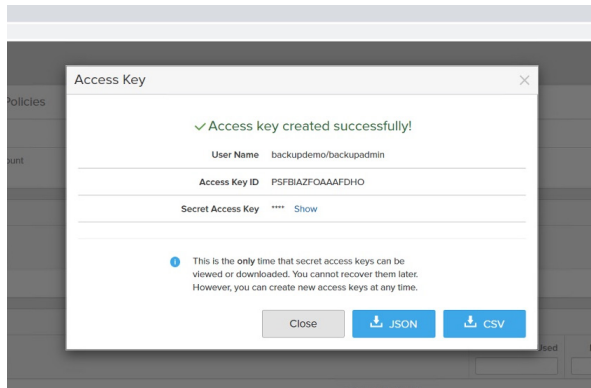 Access Key
Policies
Access key created successfully!
ount
User Name backupdemo/backupadmin
Access Key ID PSFBIAZFOAAAFDHO
Secret Access Key **** Show
This is the only time that secret access keys can be
viewed or downloaded. You cannot recover them later.
However, you can create new access keys at any time.
Close JSON CSV
Used